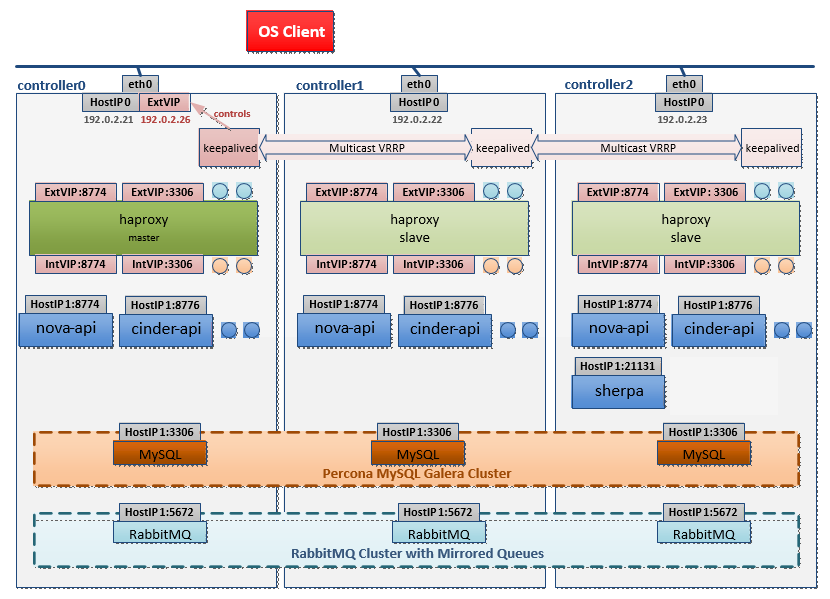 OS Client
controller0
eth0
controller1
eth0
controller2
eth0
HostIP0
ExtVIP
HostIP0
HostIP0
192.0.2.21
192.0.2.26
controls
192.0.2.22
192.0.2.23
keepalived
Multicast VRRP
keepalived
Multicast VRRP
keepalived
ExtVIP:8774
ExtVIP:3306
ExtVIP:8774
ExtVIP:3306
ExtVIP:8774
ExtVIP: 3306
haproxy
master
haproxy
slave
haproxy
slave
IntVIP:8774
IntVIP:3306
IntVIP:8774
IntVIP:3306
IntVIP:8774
IntVIP:3306
HostIP1:8774
HostIP1:8776
HostIP1:8774
HostIP1:8776
HostIP1:8774
HostIP1:8776
nova-api
cinder-api
nova-api
cinder-api
nova-api
cinder-api
HostIP1:21131
sherpa
HostIP1:3306
HostIP1:3306
HostIP1:3306
MySQL
MySQL
MySQL
Percona MySQL Galera Cluster
HostIP1:5672
HostIP1:5672
HostIP1:5672
RabbitMQ
RabbitMQ
RabbitMQ
RabbitMQ Cluster with Mirrored Queues